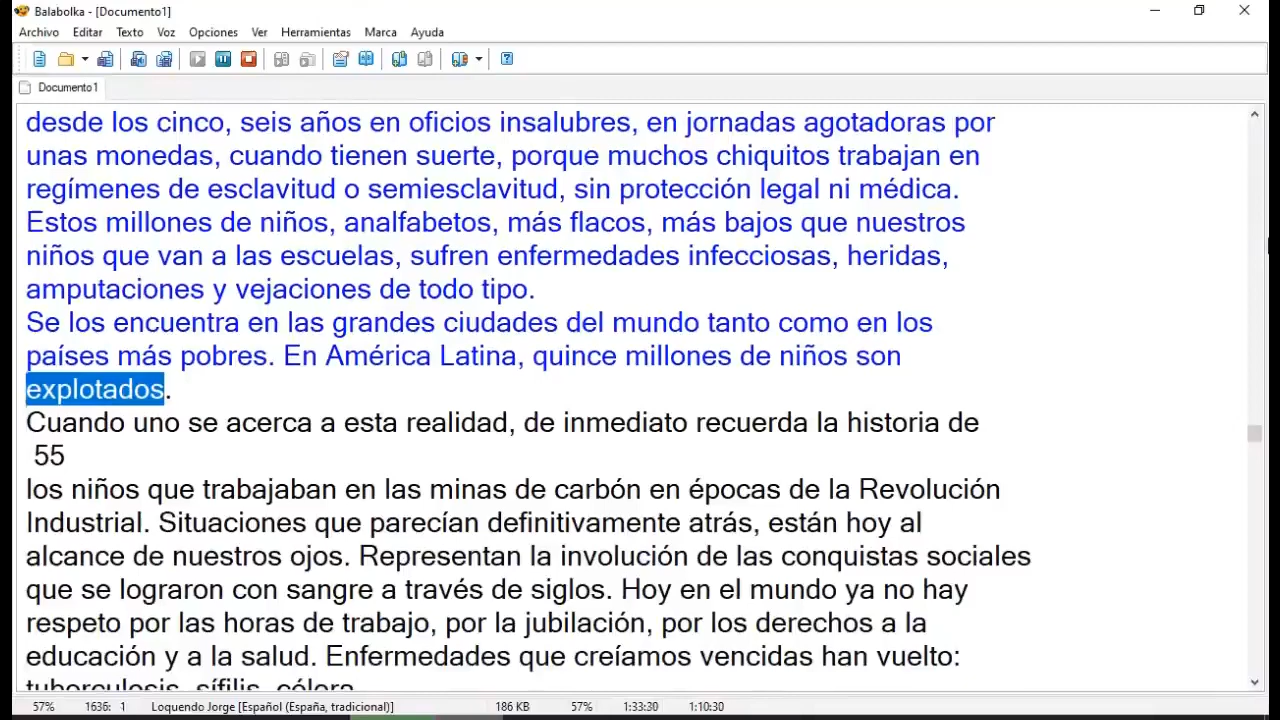 Balabolka - [Documento1]
Archivo Editar Texto Voz Opciones Ver Herramientas Marca Ayuda
Documento1
desde los cinco, seis años en oficios insalubres, en jornadas agotadoras por
unas monedas, cuando tienen suerte, porque muchos chiquitos trabajan en
regímenes de esclavitud o semiesclavitud, sin protección legal ni médica.
Estos millones de niños, analfabetos, más flacos, más bajos que nuestros
niños que van a las escuelas, sufren enfermedades infecciosas, heridas,
amputaciones y vejaciones de todo tipo.
Se los encuentra en las grandes ciudades del mundo tanto como en los
países más pobres. En América Latina, quince millones de niños son
explotados.
Cuando uno se acerca a esta realidad, de inmediato recuerda la historia de
55
los niños que trabajaban en las minas de carbón en épocas de la Revolución
Industrial. Situaciones que parecían definitivamente atrás, están hoy al
alcance de nuestros ojos. Representan la involución de las conquistas sociales
que se lograron con sangre a través de siglos. Hoy en el mundo ya no hay
respeto por las horas de trabajo, por la jubilación, por los derechos a la
educación y a la salud. Enfermedades que creíamos vencidas han vuelto:
tuberculosis, sífilis, cólera
57% 1636: 1 Loquendo Jorge [Español (España, tradicional)] 186 KB 57% 1:33:30 1:10:30